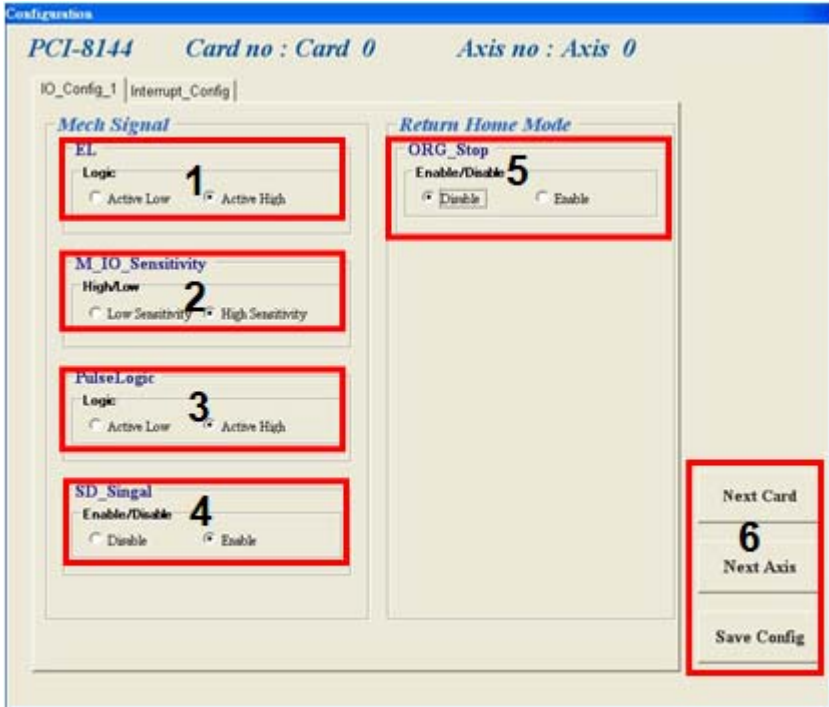 Configuration
PCI-8144 Card no : Card 0 Axis no : Axis 0
IO_Config_1 Interrupt_Config
Mech Signal
EL
Logic
1
Active Low Active High
M_IO_Sensitivity
High/Low
2
Low Sensitivity High Sensitivity
PulseLogic
Logic
3
Active Low Active High
SD_Singal
Enable/Disable
4
Disable Enable
Return Home Mode
ORG_Stop
Enable/Disable
5
Disable Enable
Next Card
6
Next Axis
Save Config